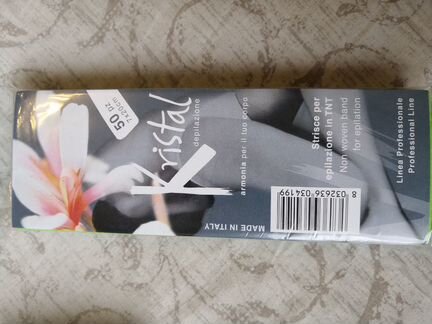 50 pz
7x20cm
Kristal
depilazione
armonia per il tuo corpo
Strisce per
epilazione in TNT
Non woven band
for epilation
Linea Professionale
Professional Line
8 032636 034199
MADE IN ITALY